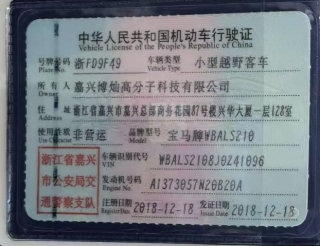 中华人民共和国机动车行驶证
Vehicle License of the People's Republic of China
号牌号码 浙FD9F49 车辆类型 小型越野客车
Plate No. Vehicle Type
所有人 嘉兴博灿高分子科技有限公司
Owner
住址 浙江省嘉兴市嘉兴总部商务花园87号楼兴华大厦一层128室
Address
使用性质 非营运 品牌型号 宝马牌WBALS210
Use Character Model
浙江省嘉兴
市公安局交
通警察支队
车辆识别代号 WBALS2108J0Z41096
VIN
发动机号码 A1373057N20B20A
Engine No.
注册日期 2018-12-18 发证日期 2018-12-18
Register Date Issue Date